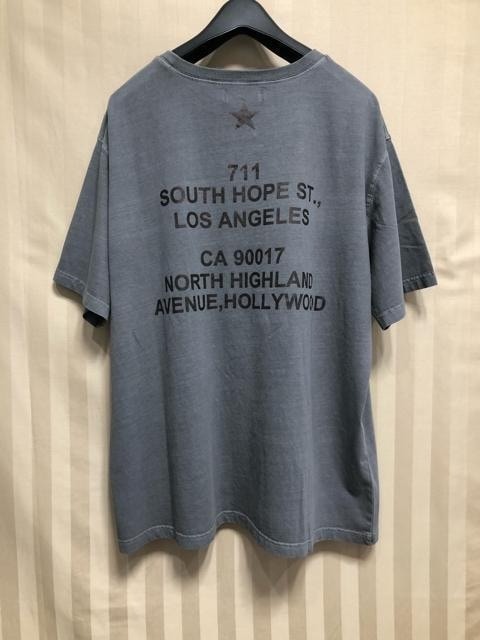 711
SOUTH HOPE ST.,
LOS ANGELES
CA 90017
NORTH HIGHLAND
AVENUE,HOLLYWOOD